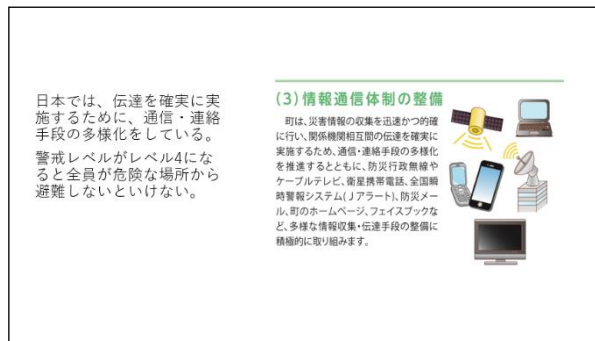 日本では、伝達を確実に実
施するために、通信・連絡
手段の多様化をしている。
警戒レベルがレベル4にな
ると全員が危険な場所から
避難しないといけない。
(3)情報通信体制の整備
町は、災害情報の収集を迅速かつ的確
に行い、関係機関相互間の伝達を確実に
実施するため、通信・連絡手段の多様化
を推進するとともに、防災行政無線や
ケーブルテレビ、衛星携帯電話、全国瞬
時警報システム(Jアラート)、防災メー
ル、町のホームページ、フェイスブックな
ど、多様な情報収集・伝達手段の整備に
積極的に取り組みます。